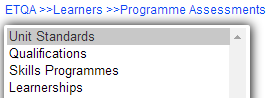 ETQA >>Learners >>Programme Assessments
Unit Standards
Qualifications
Skills Programmes
Learnerships